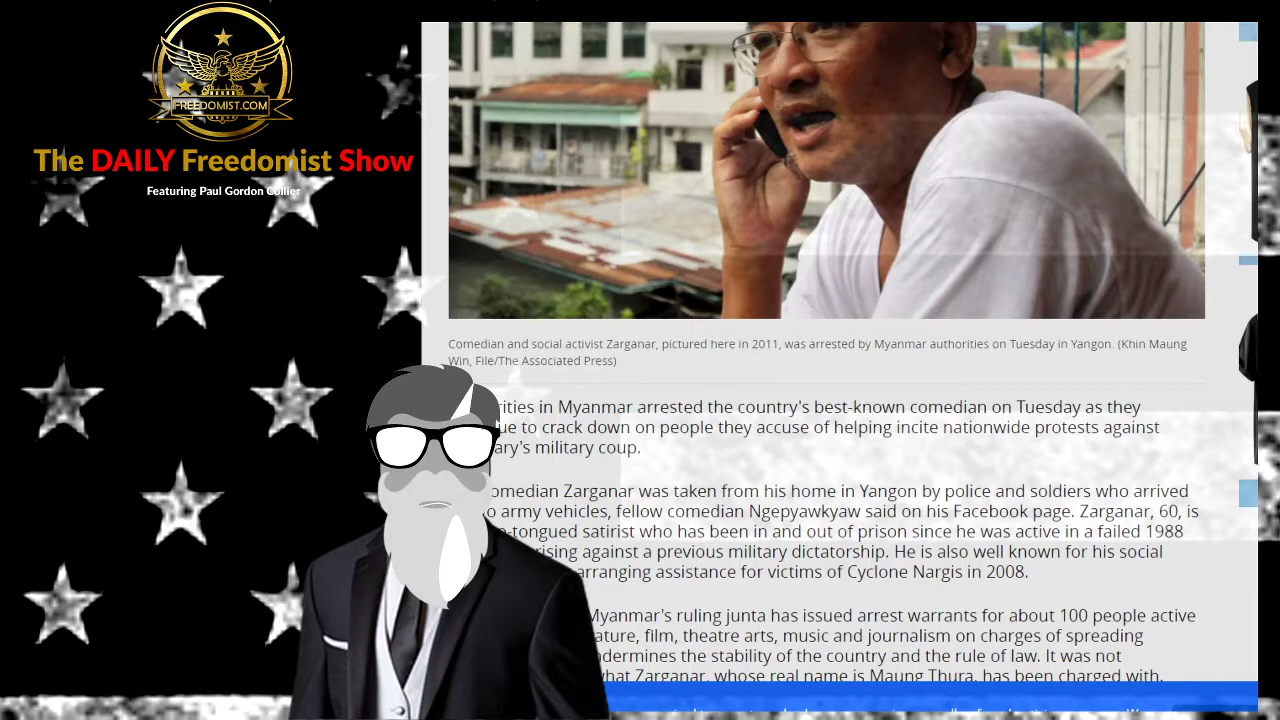 FREEDOMIST.COM
The DAILY Freedomist Show
Featuring Paul Gordon Collier
Comedian and social activist Zarganar, pictured here in 2011, was arrested by Myanmar authorities on Tuesday in Yangon. (Khin Maung
Win, File/The Associated Press)
rities in Myanmar arrested the country's best-known comedian on Tuesday as they
ue to crack down on people they accuse of helping incite nationwide protests against
ary's military coup.
omedian Zarganar was taken from his home in Yangon by police and soldiers who arrived
o army vehicles, fellow comedian Ngepyawkyaw said on his Facebook page. Zarganar, 60, is
-tongued satirist who has been in and out of prison since he was active in a failed 1988
rising against a previous military dictatorship. He is also well known for his social
arranging assistance for victims of Cyclone Nargis in 2008.
Myanmar's ruling junta has issued arrest warrants for about 100 people active
ature, film, theatre arts, music and journalism on charges of spreading
ndermines the stability of the country and the rule of law. It was not
what Zarganar, whose real name is Maung Thura, has been charged with.